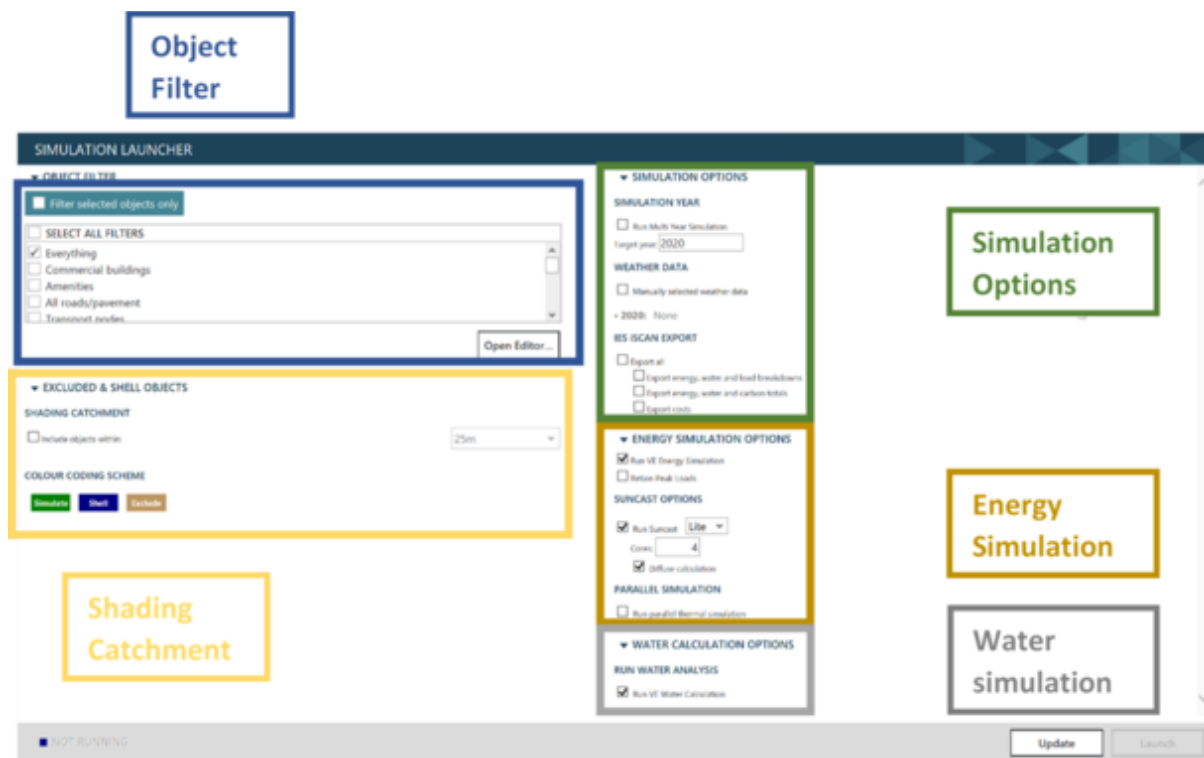 Object
Filter
SIMULATION LAUNCHER
OBJECT FILTER
Filter selected objects only
SELECT ALL FILTERS
Everything
Commercial buildings
Amenities
All roads/pavement
Transport nodes
Open Editor...
EXCLUDED & SHELL OBJECTS
SHADING CATCHMENT
Include objects within: 25m
COLOUR CODING SCHEME
Simulate Shell Exclude
Shading
Catchment
SIMULATION OPTIONS
SIMULATION YEAR
Run Multi Year Simulation
Target year: 2020
WEATHER DATA
Manually selected weather data
- 2020: None
IES iSCAN EXPORT
Export all
Export energy, water and load breakdowns
Export energy, water and carbon totals
Export costs
ENERGY SIMULATION OPTIONS
Run VE Energy Simulation
Retain Peak Loads
SUNCAST OPTIONS
Run Suncast Lite
Cores: 4
Diffuse calculation
PARALLEL SIMULATION
Run parallel thermal simulation
WATER CALCULATION OPTIONS
RUN WATER ANALYSIS
Run VE Water Calculation
Simulation
Options
Energy
Simulation
Water
simulation
NOT RUNNING
Update Launch